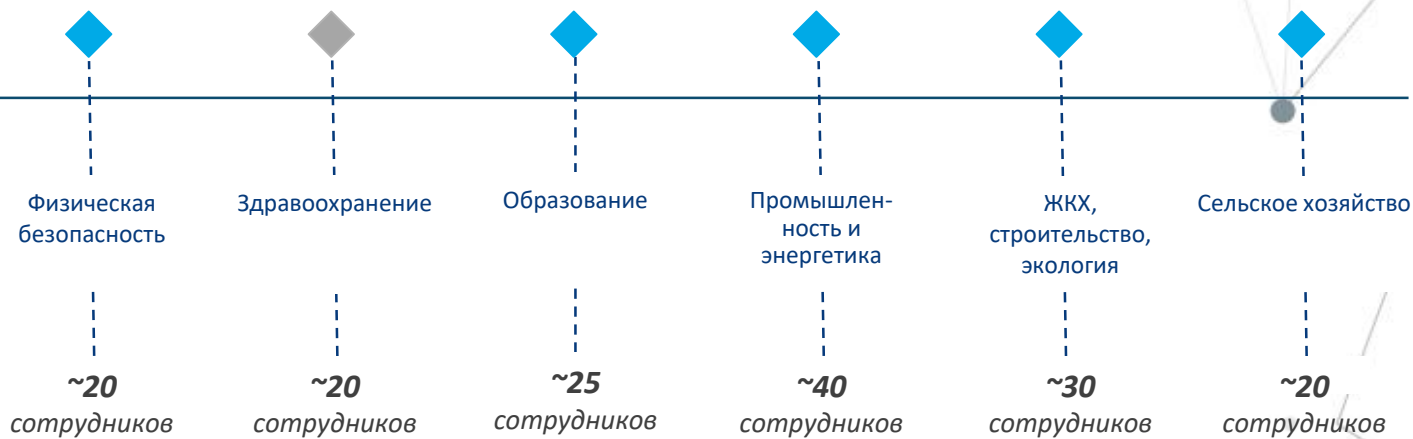 Физическая
безопасность
Здравоохранение
Образование
Промышлен-
ность и
энергетика
ЖКХ,
строительство,
экология
Сельское хозяйство
~20
сотрудников
~20
сотрудников
~25
сотрудников
~40
сотрудников
~30
сотрудников
~20
сотрудников